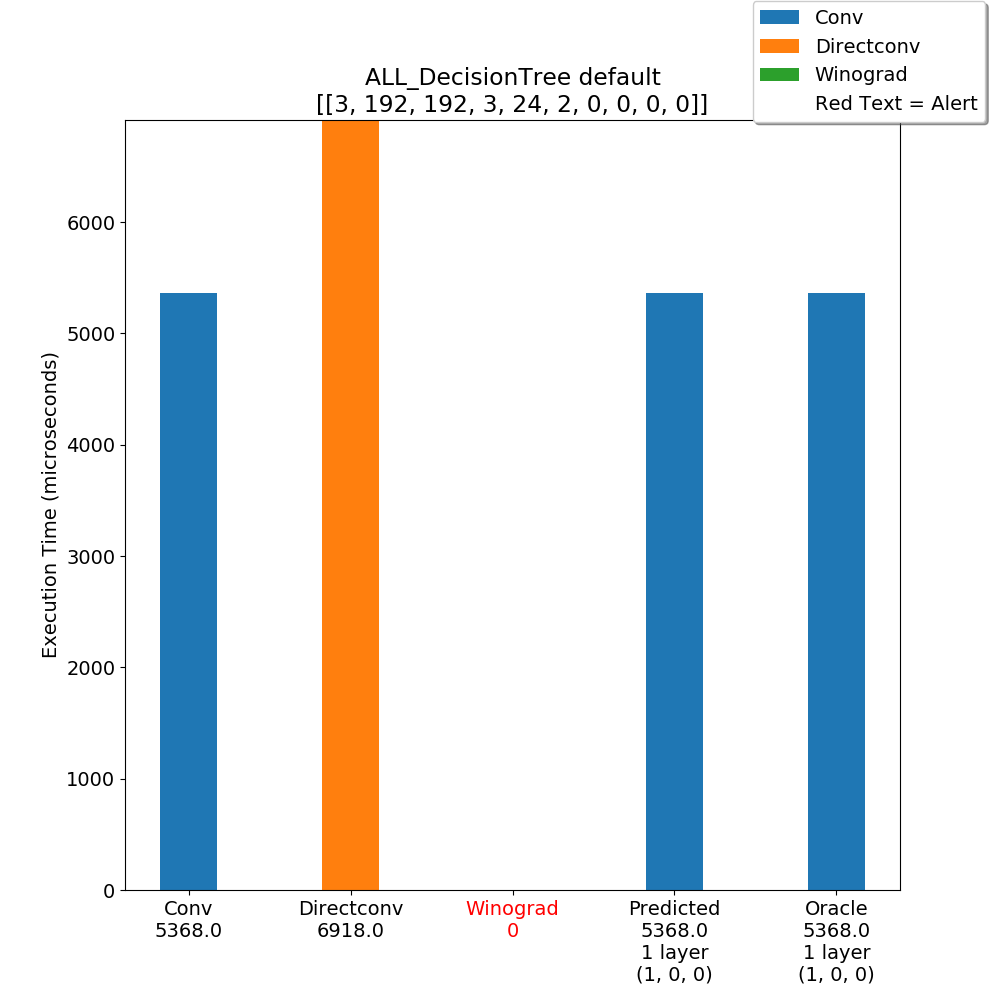 Conv
Directconv
Winograd
Red Text = Alert
ALL_DecisionTree default
[[3, 192, 192, 3, 24, 2, 0, 0, 0, 0]]
Execution Time (microseconds)
6000
5000
4000
3000
2000
1000
0
Conv
5368.0
Directconv
6918.0
Winograd
0
Predicted
5368.0
1 layer
(1, 0, 0)
Oracle
5368.0
1 layer
(1, 0, 0)